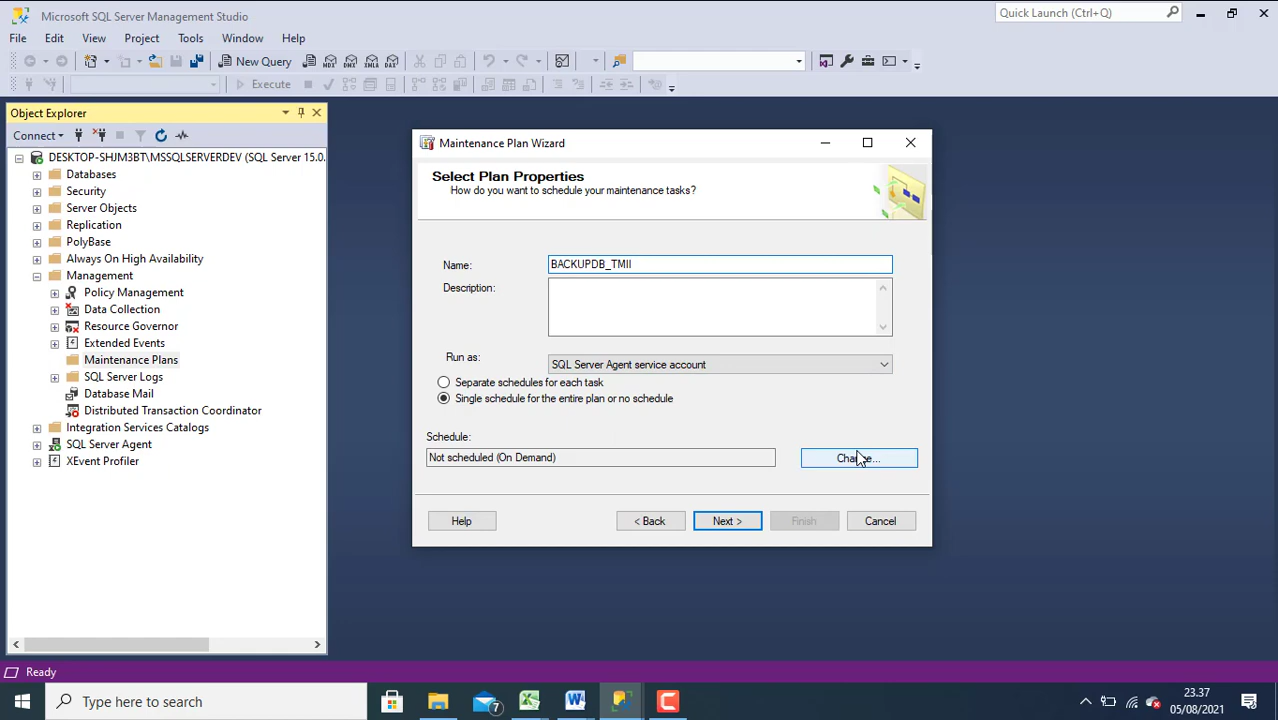 Microsoft SQL Server Management Studio
Quick Launch (Ctrl+Q)
File Edit View Project Tools Window Help
New Query
MDX DMX XMLA DAX
Execute
Object Explorer
Connect
DESKTOP-SHJM3BT\MSSQLSERVERDEV (SQL Server 15.0.
Databases
Security
Server Objects
Replication
PolyBase
Always On High Availability
Management
Policy Management
Data Collection
Resource Governor
Extended Events
Maintenance Plans
SQL Server Logs
Database Mail
Distributed Transaction Coordinator
Integration Services Catalogs
SQL Server Agent
XEvent Profiler
Maintenance Plan Wizard
Select Plan Properties
How do you want to schedule your maintenance tasks?
Name: BACKUPDB_TMII
Description:
Run as: SQL Server Agent service account
Separate schedules for each task
Single schedule for the entire plan or no schedule
Schedule:
Not scheduled (On Demand)
Help < Back Next > Finish Cancel
Ready
Type here to search
7
23.37
05/08/2021